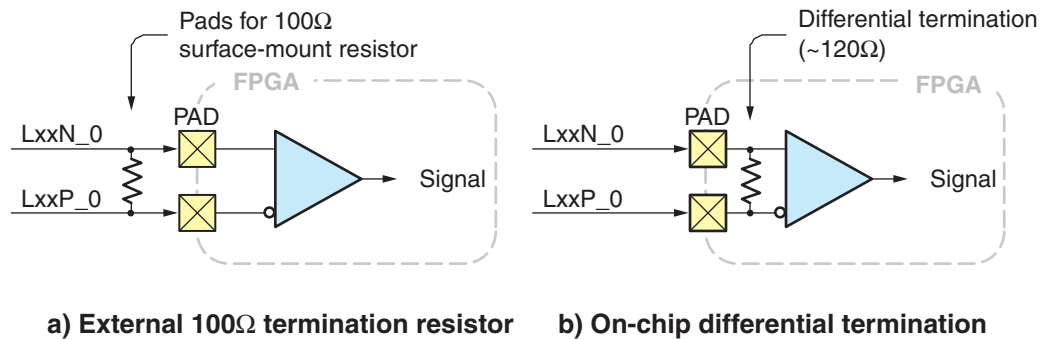 Pads for 100Ω
surface-mount resistor
FPGA
PAD
LxxN_0
LxxP_0
Signal
a) External 100Ω termination resistor
Differential termination
(~120Ω)
FPGA
PAD
LxxN_0
LxxP_0
Signal
b) On-chip differential termination